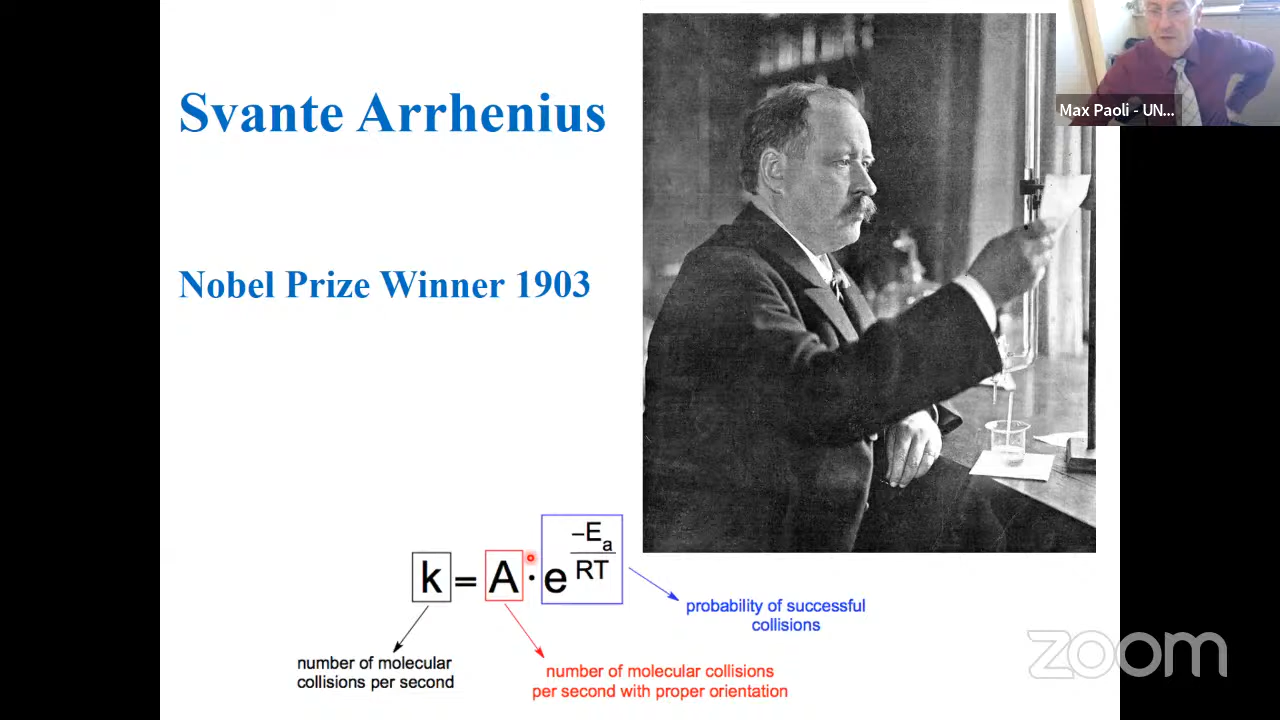 Svante Arrhenius
Max Paoli - UN...
Nobel Prize Winner 1903
k = A · e
–Ea
RT
probability of successful
collisions
number of molecular
collisions per second
number of molecular collisions
per second with proper orientation
zoom